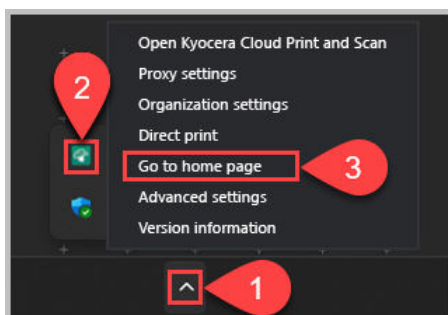 Open Kyocera Cloud Print and Scan
Proxy settings
Organization settings
2
Direct print
Go to home page
3
Advanced settings
Version information
1